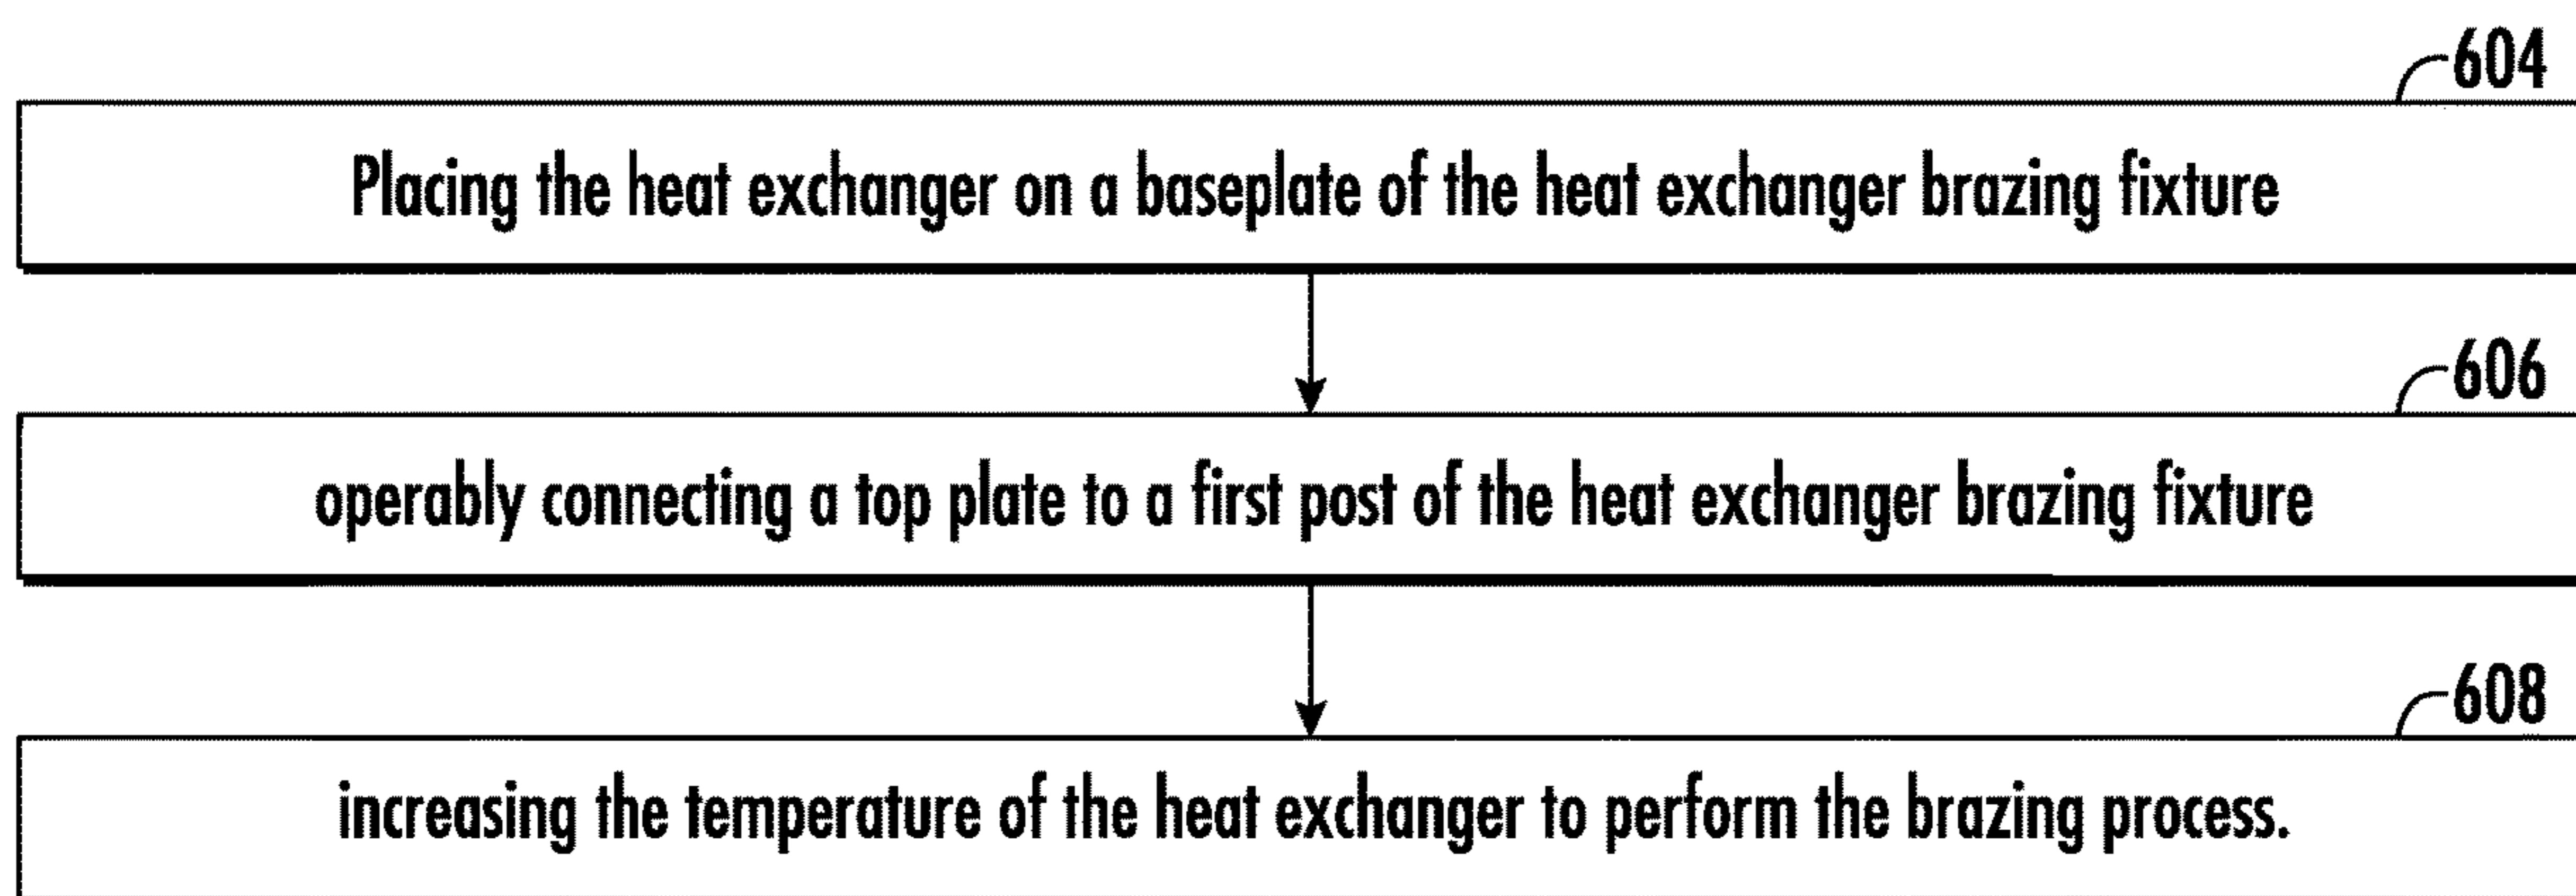 604
Placing the heat exchanger on a baseplate of the heat exchanger brazing fixture
606
operably connecting a top plate to a first post of the heat exchanger brazing fixture
608
increasing the temperature of the heat exchanger to perform the brazing process.